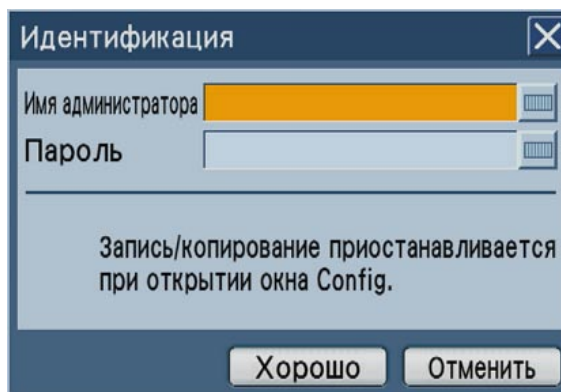 Идентификация
Имя администратора
Пароль
Запись/копирование приостанавливается
при открытии окна Config.
Хорошо
Отменить